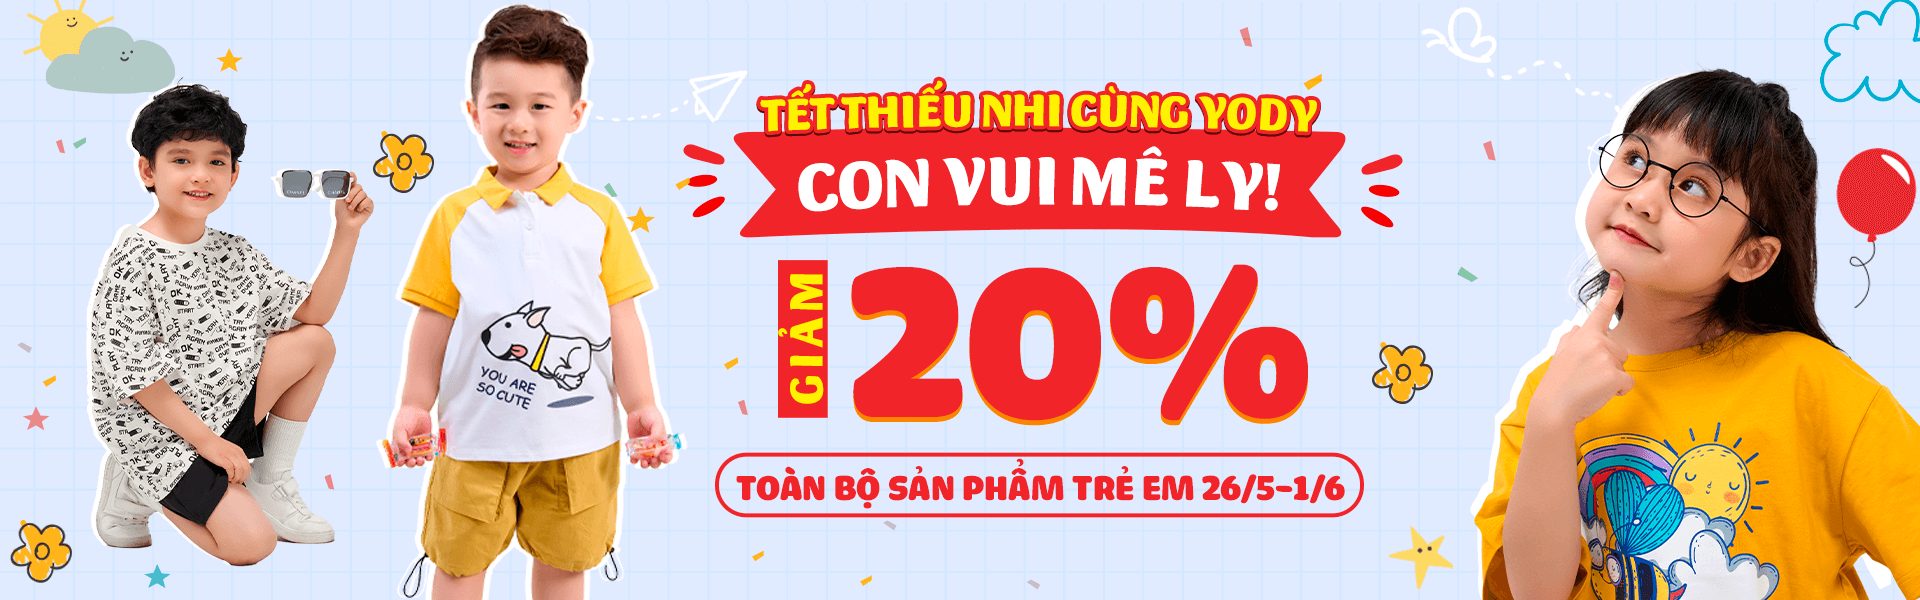 TẾT THIẾU NHI CÙNG YODY
CON VUI MÊ LY!
GIẢM
20%
TOÀN BỘ SẢN PHẨM TRẺ EM 26/5-1/6
YOU ARE
SO CUTE